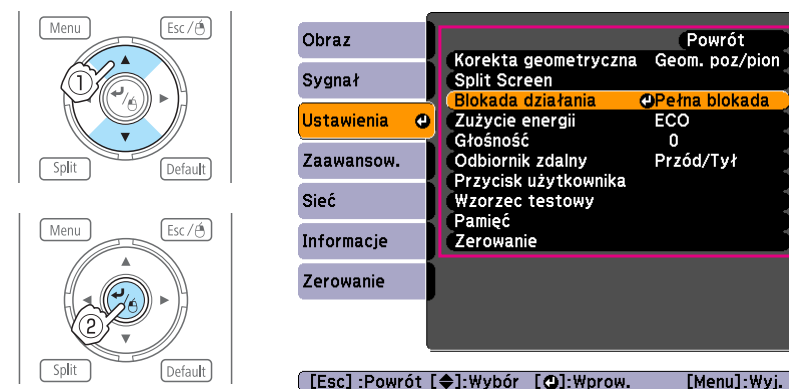 Menu
Esc/
1
Split
Default
Menu
Esc/
2
Split
Default
Obraz
Sygnał
Ustawienia
Zaawansow.
Sieć
Informacje
Zerowanie
Powrót
Korekta geometryczna Geom. poz/pion
Split Screen
Blokada działania Pełna blokada
Zużycie energii ECO
Głośność 0
Odbiornik zdalny Przód/Tył
Przycisk użytkownika
Wzorzec testowy
Pamięć
Zerowanie
[Esc] :Powrót [◆]:Wybór [↵]:Wprow. [Menu]:Wyj.